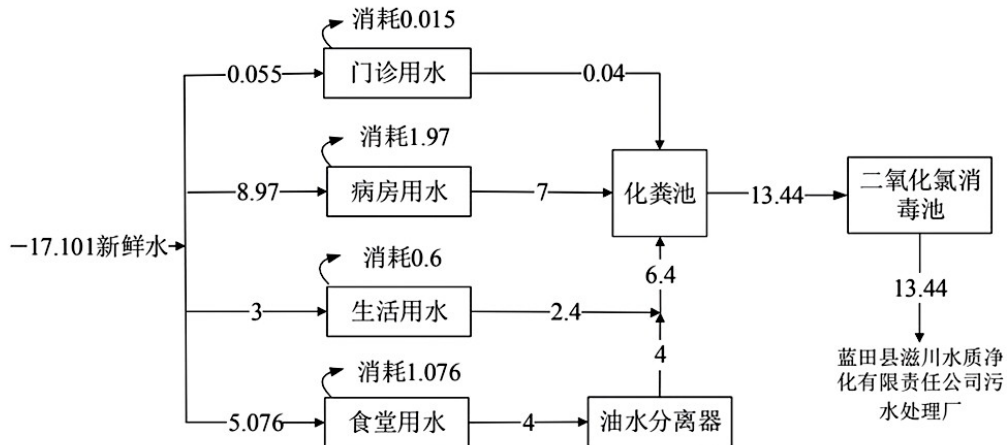 消耗0.015
0.055
门诊用水
0.04
消耗1.97
8.97
病房用水
7
化粪池
13.44
二氧化氯消
毒池
17.101新鲜水
消耗0.6
6.4
13.44
3
生活用水
2.4
4
蓝田县滋川水质净
化有限责任公司污
水处理厂
消耗1.076
5.076
食堂用水
4
油水分离器